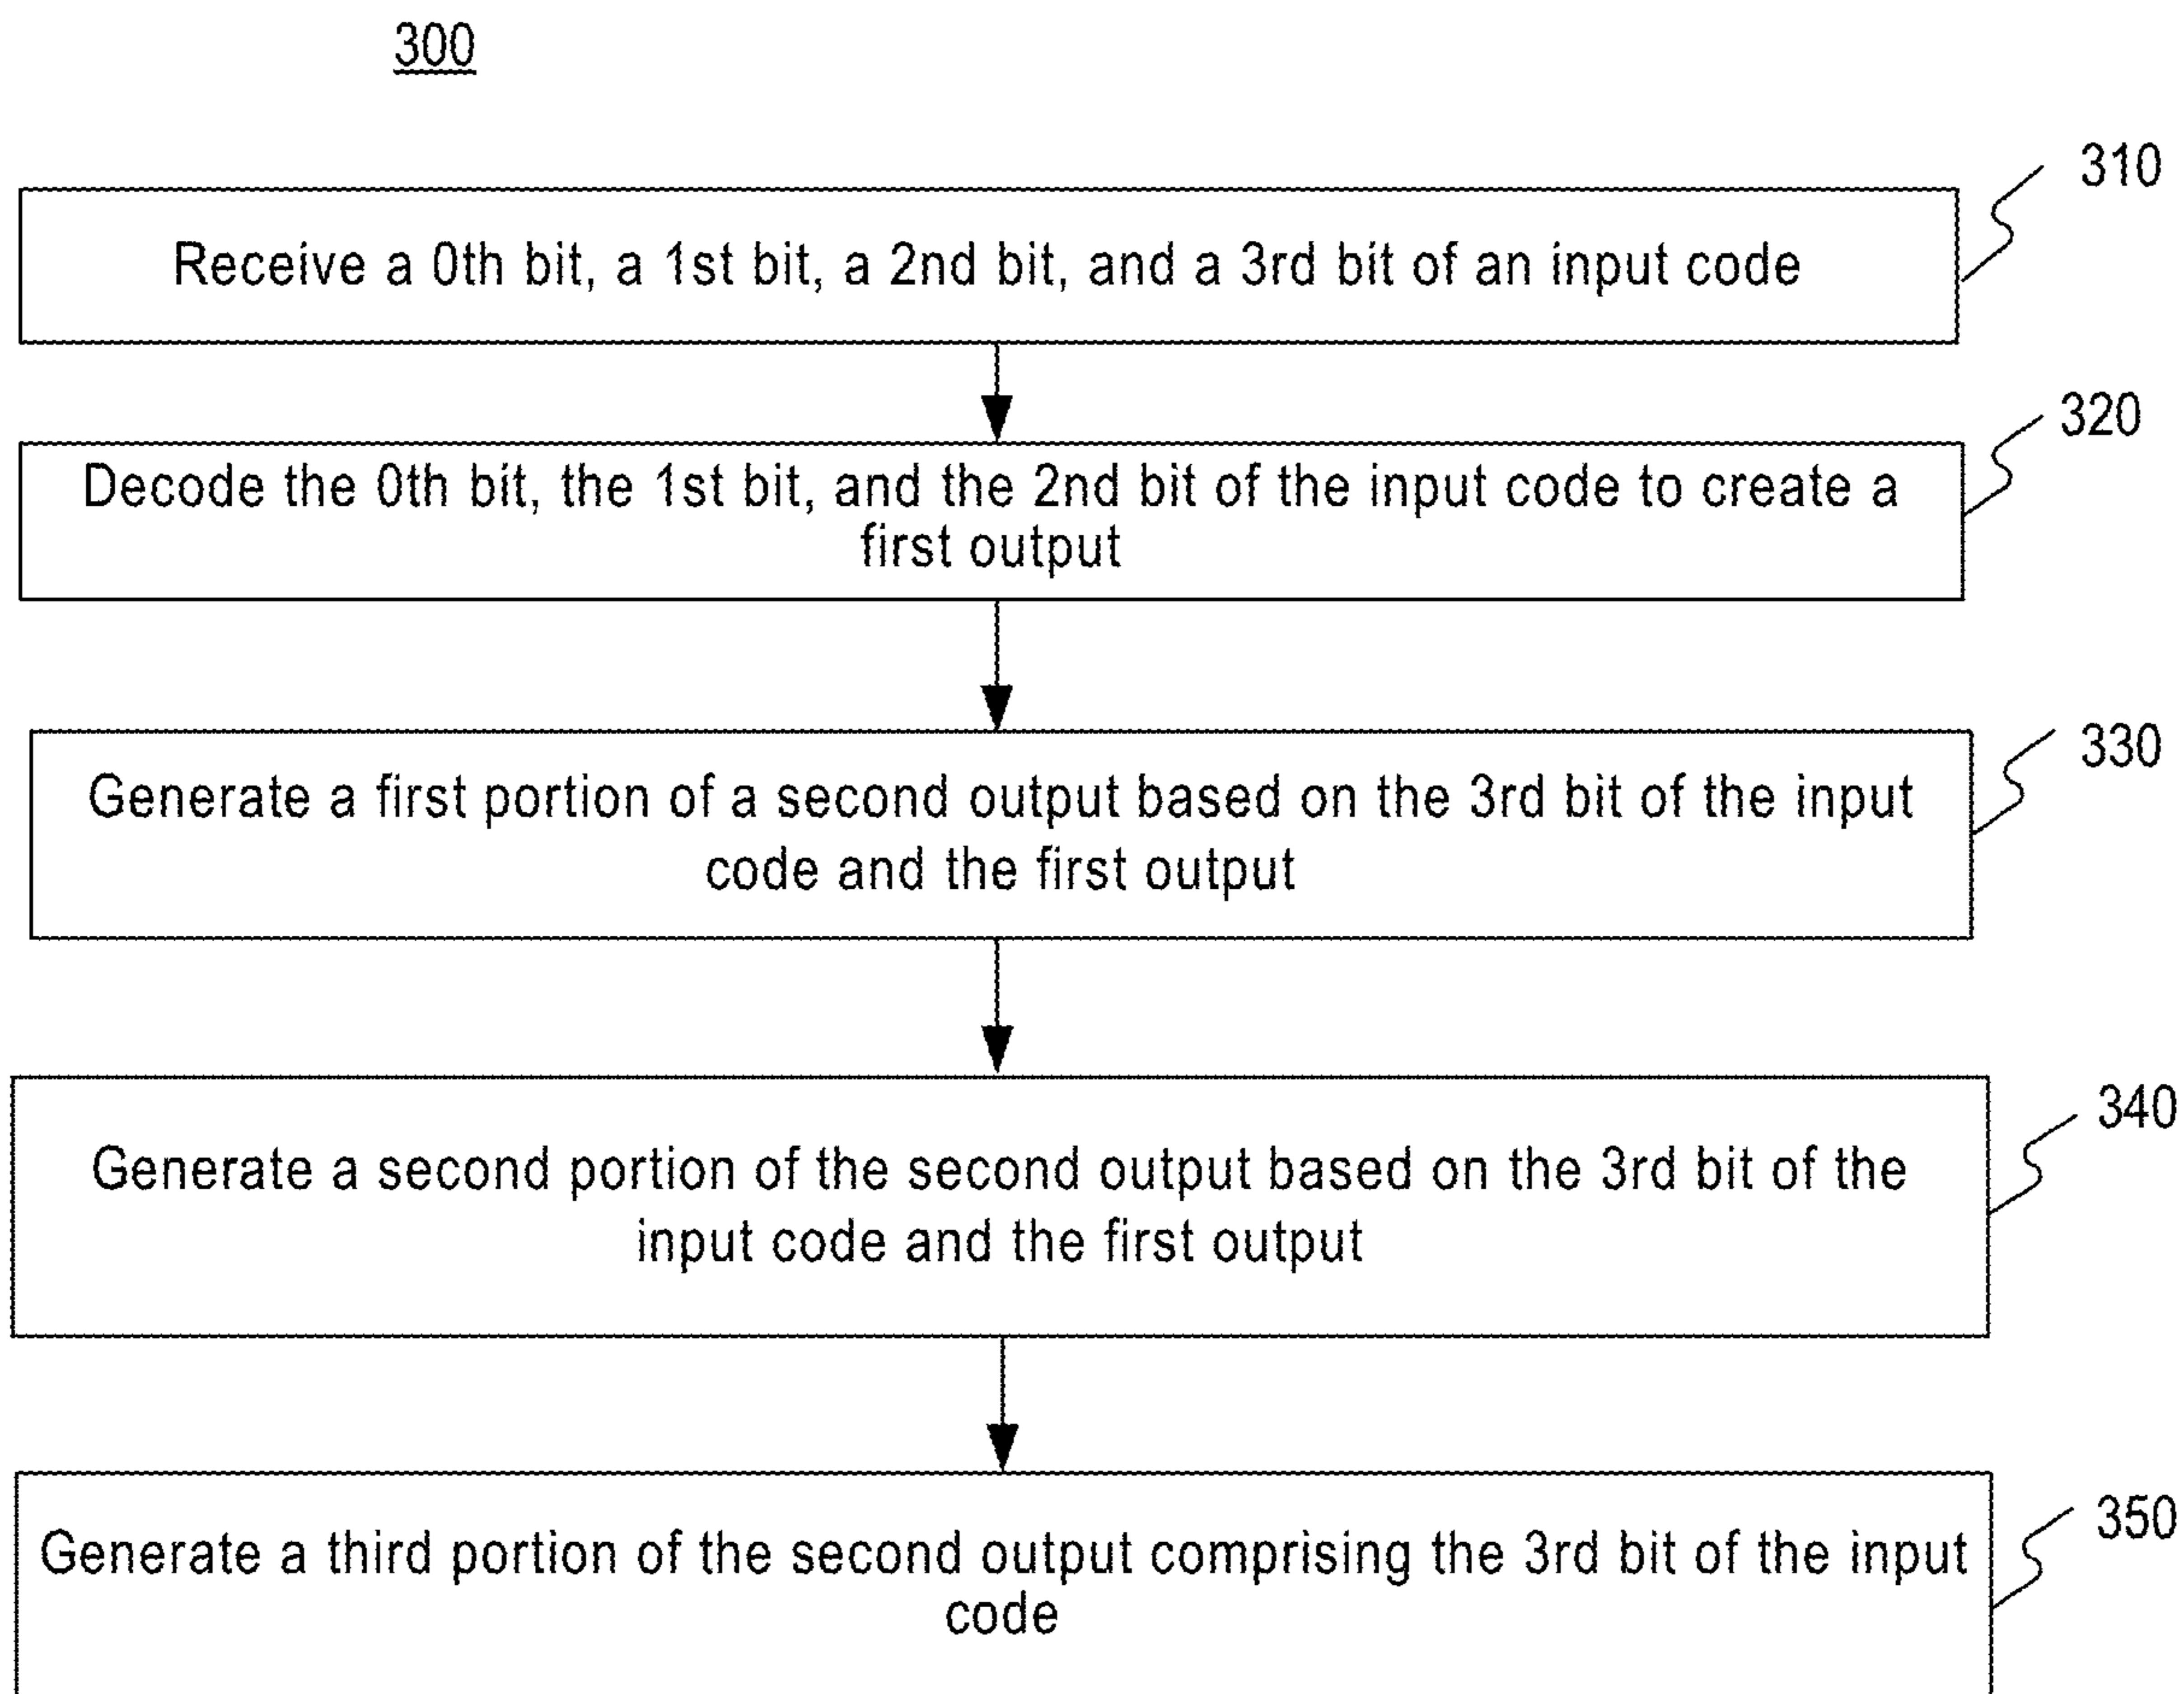 300
310
Receive a 0th bit, a 1st bit, a 2nd bit, and a 3rd bit of an input code
320
Decode the 0th bit, the 1st bit, and the 2nd bit of the input code to create a
first output
330
Generate a first portion of a second output based on the 3rd bit of the input
code and the first output
340
Generate a second portion of the second output based on the 3rd bit of the
input code and the first output
350
Generate a third portion of the second output comprising the 3rd bit of the input
code